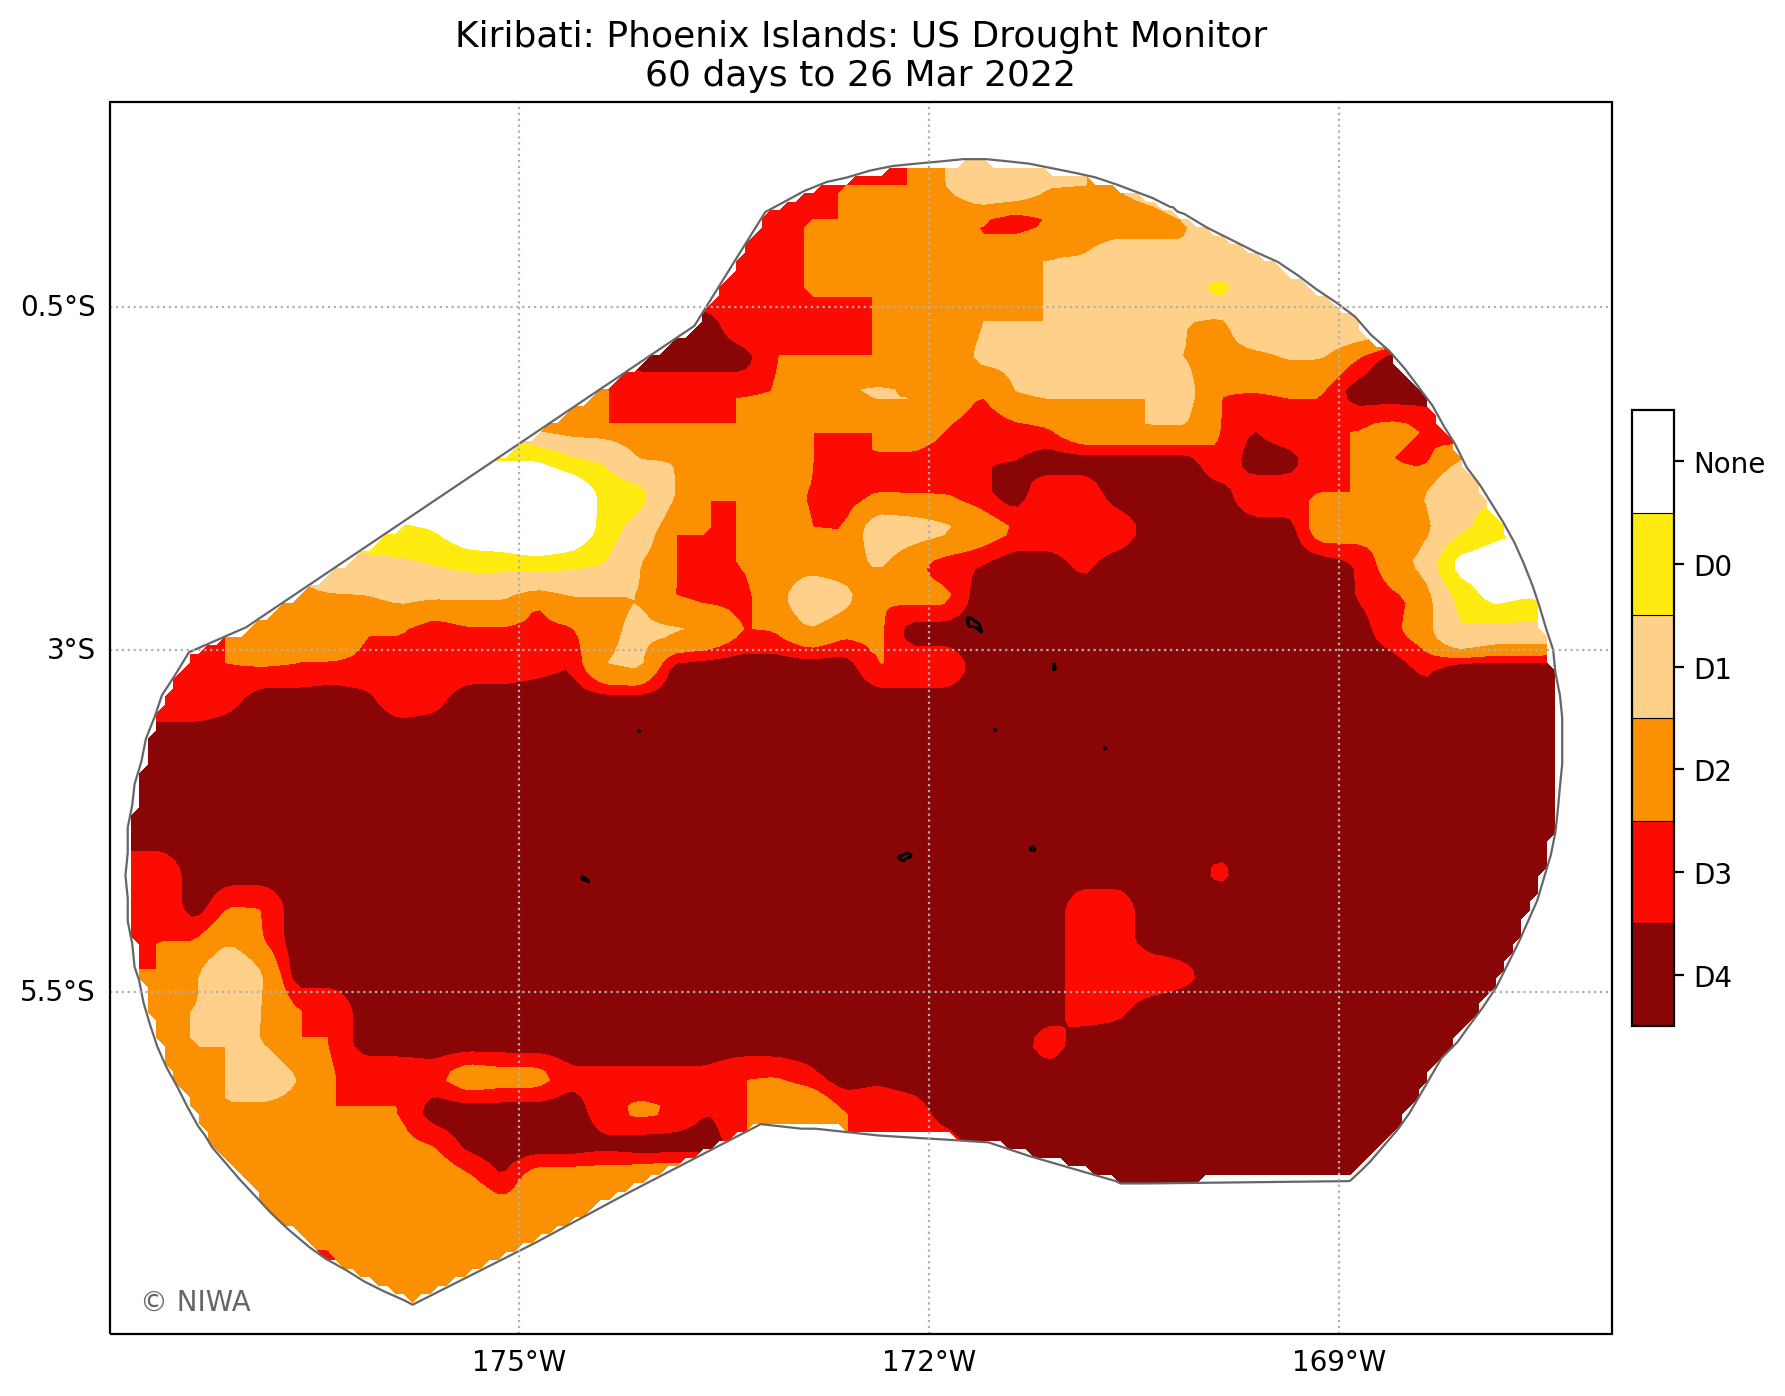 Kiribati: Phoenix Islands: US Drought Monitor
60 days to 26 Mar 2022
0.5°S
3°S
5.5°S
175°W
172°W
169°W
None
D0
D1
D2
D3
D4
© NIWA